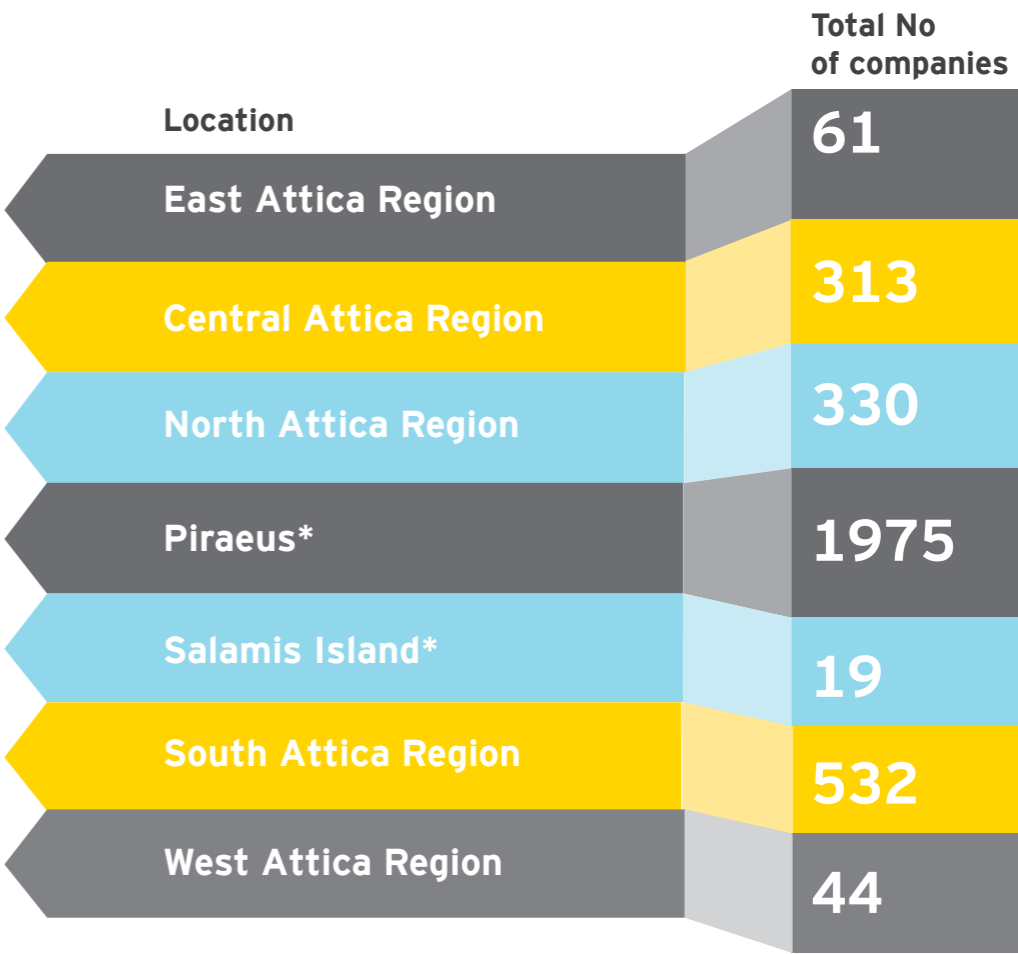 Total No
of companies
Location
61
East Attica Region
313
Central Attica Region
330
North Attica Region
1975
Piraeus*
19
Salamis Island*
532
South Attica Region
44
West Attica Region